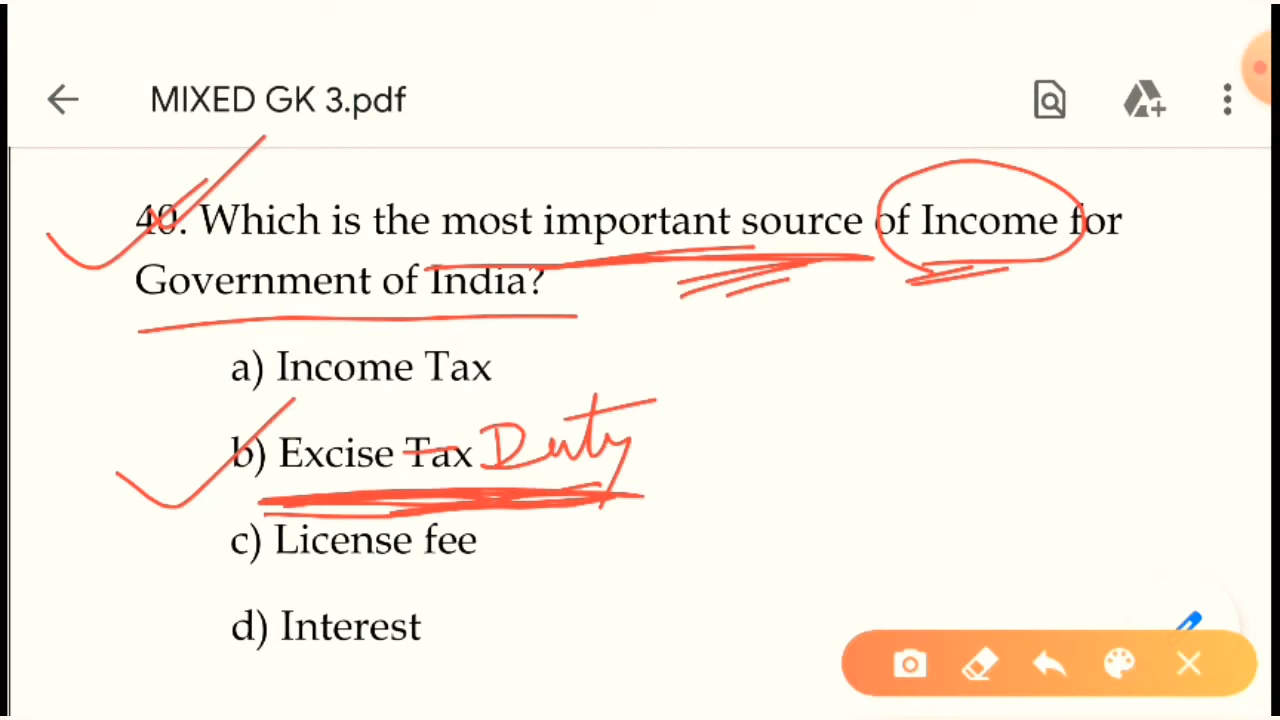 MIXED GK 3.pdf
40. Which is the most important source of Income for
Government of India?
a) Income Tax
b) Excise Tax Duty
c) License fee
d) Interest